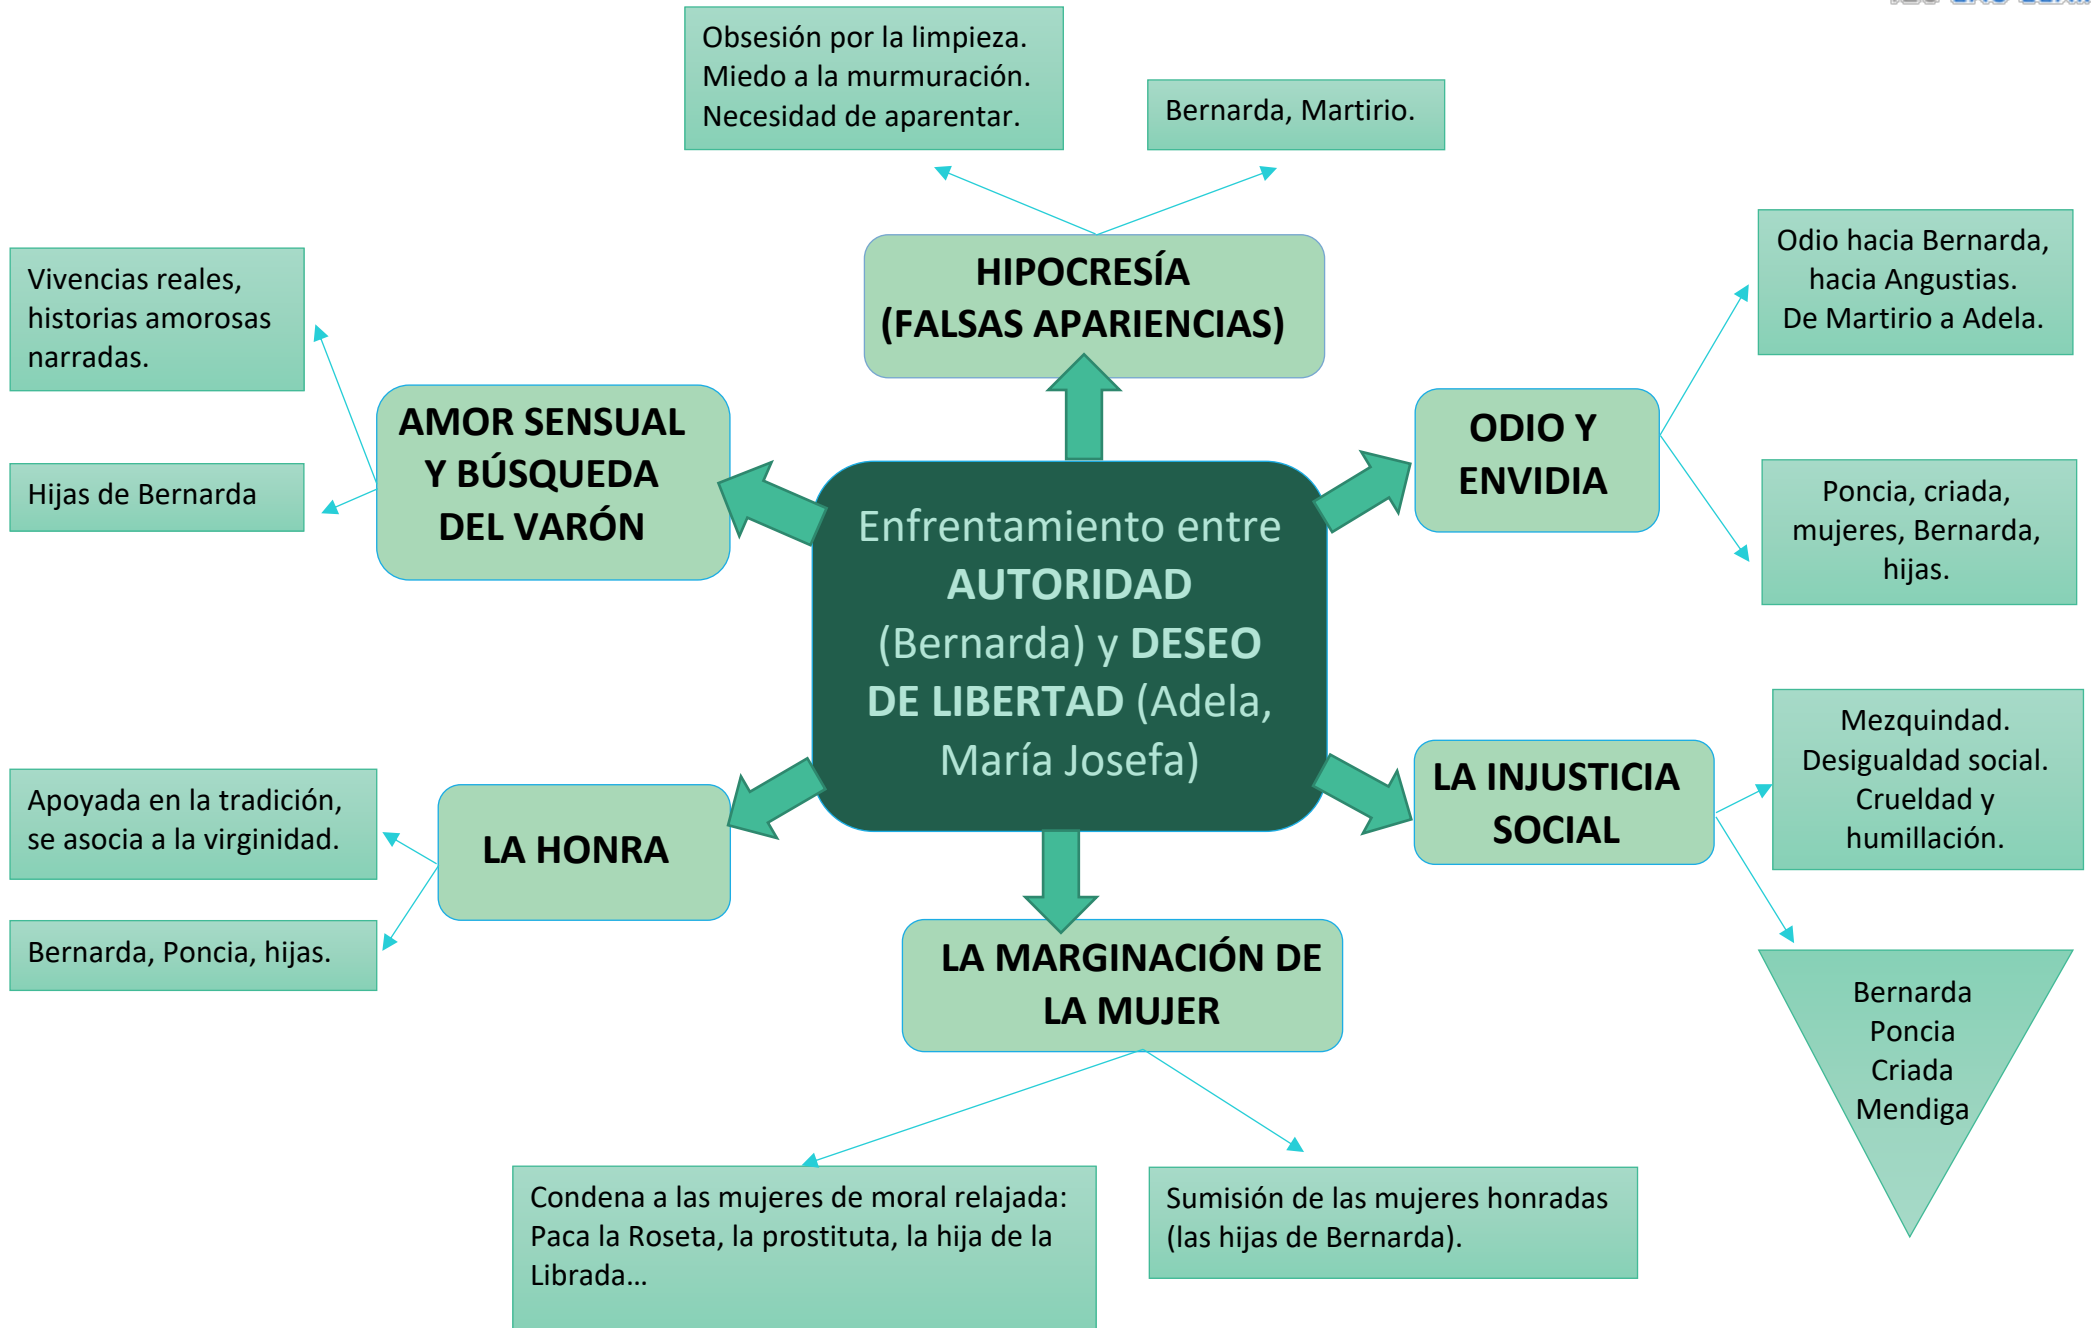 Obsesión por la limpieza.
Miedo a la murmuración.
Necesidad de aparentar.
Bernarda, Martirio.
HIPOCRESÍA
(FALSAS APARIENCIAS)
Vivencias reales,
historias amorosas
narradas.
Hijas de Bernarda
AMOR SENSUAL
Y BÚSQUEDA
DEL VARÓN
Odio hacia Bernarda,
hacia Angustias.
De Martirio a Adela.
ODIO Y
ENVIDIA
Poncia, criada,
mujeres, Bernarda,
hijas.
Enfrentamiento entre
AUTORIDAD
(Bernarda) y DESEO
DE LIBERTAD (Adela,
María Josefa)
Apoyada en la tradición,
se asocia a la virginidad.
Bernarda, Poncia, hijas.
LA HONRA
LA INJUSTICIA
SOCIAL
Mezquindad.
Desigualdad social.
Crueldad y
humillación.
Bernarda
Poncia
Criada
Mendiga
LA MARGINACIÓN DE
LA MUJER
Condena a las mujeres de moral relajada:
Paca la Roseta, la prostituta, la hija de la
Librada…
Sumisión de las mujeres honradas
(las hijas de Bernarda).